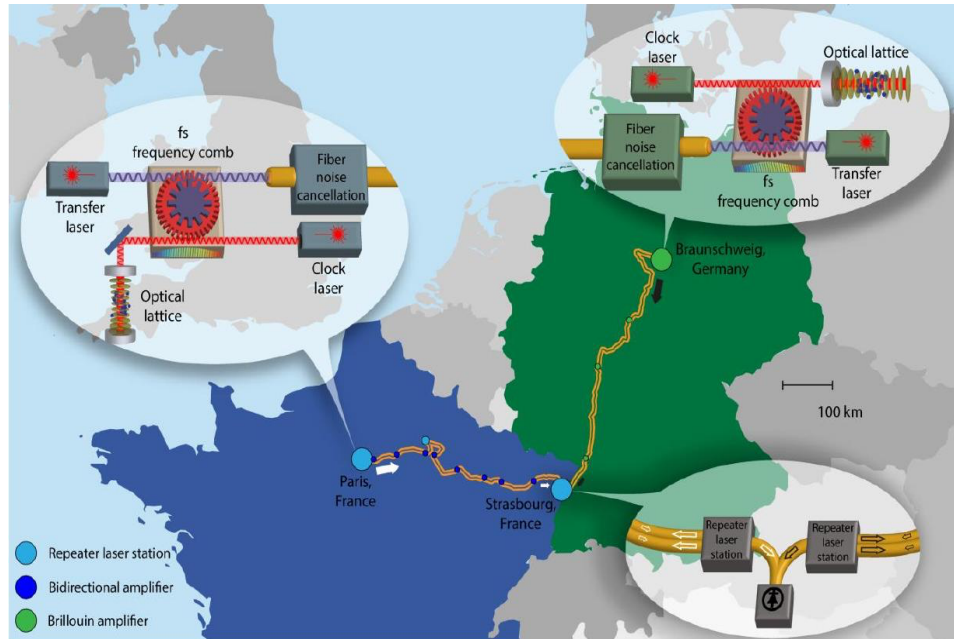 fs
frequency comb
Transfer
laser
Fiber
noise
cancellation
Clock
laser
Optical
lattice
Clock
laser
Optical lattice
Fiber
noise
cancellation
Transfer
laser
fs
frequency comb
Braunschweig,
Germany
100 km
Paris,
France
Strasbourg,
France
Repeater
laser
station
Repeater
laser
station
Repeater laser station
Bidirectional amplifier
Brillouin amplifier